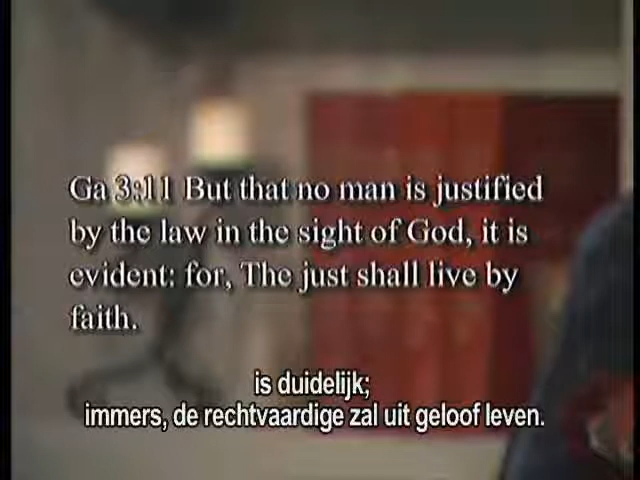 Ga 3:11 But that no man is justified
by the law in the sight of God, it is
evident: for, The just shall live by
faith.
is duidelijk;
immers, de rechtvaardige zal uit geloof leven.